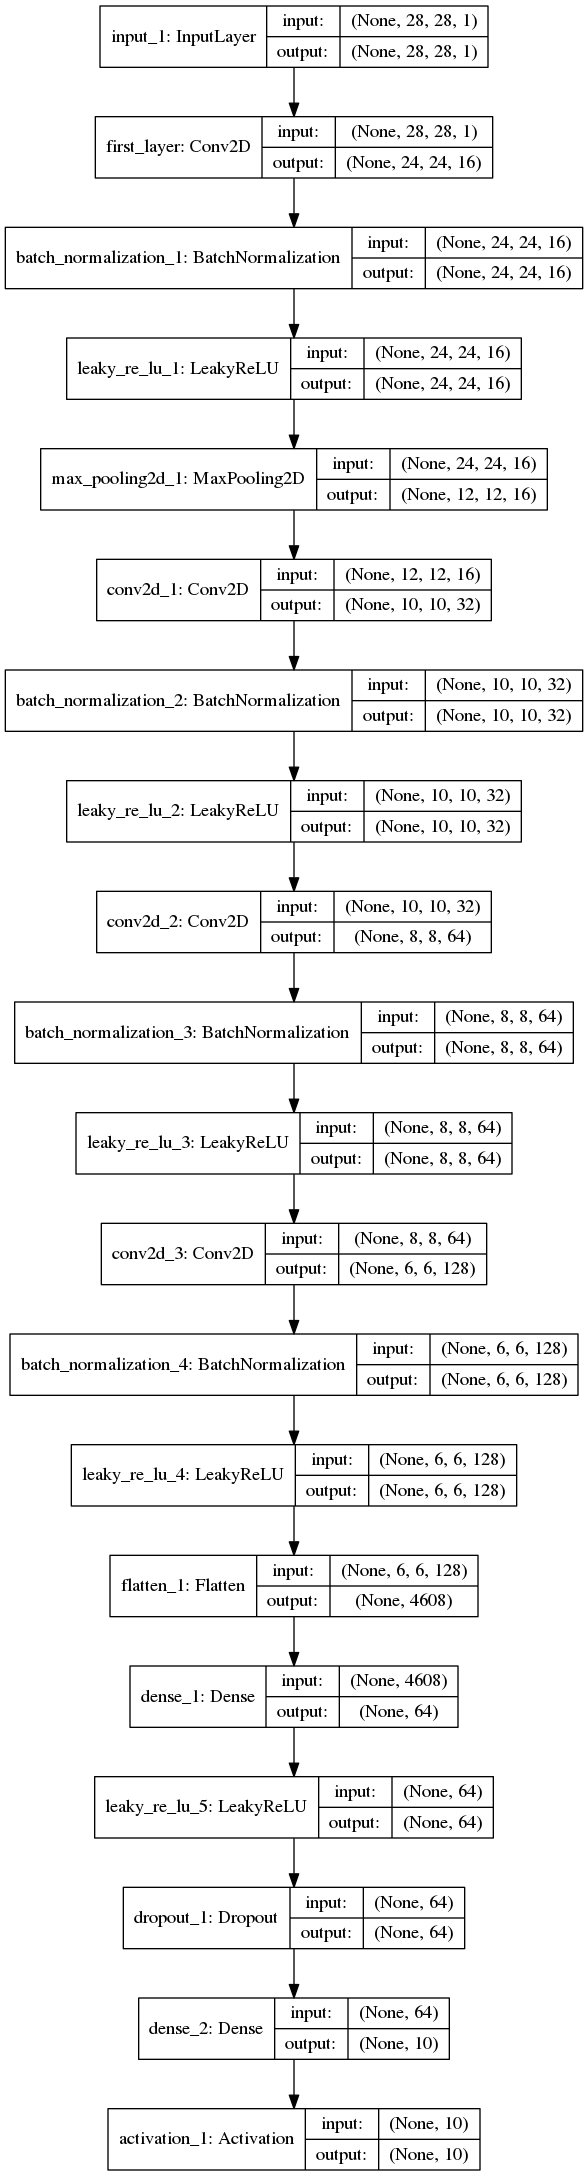 input_1: InputLayer
input: (None, 28, 28, 1)
output: (None, 28, 28, 1)
first_layer: Conv2D
input: (None, 28, 28, 1)
output: (None, 24, 24, 16)
batch_normalization_1: BatchNormalization
input: (None, 24, 24, 16)
output: (None, 24, 24, 16)
leaky_re_lu_1: LeakyReLU
input: (None, 24, 24, 16)
output: (None, 24, 24, 16)
max_pooling2d_1: MaxPooling2D
input: (None, 24, 24, 16)
output: (None, 12, 12, 16)
conv2d_1: Conv2D
input: (None, 12, 12, 16)
output: (None, 10, 10, 32)
batch_normalization_2: BatchNormalization
input: (None, 10, 10, 32)
output: (None, 10, 10, 32)
leaky_re_lu_2: LeakyReLU
input: (None, 10, 10, 32)
output: (None, 10, 10, 32)
conv2d_2: Conv2D
input: (None, 10, 10, 32)
output: (None, 8, 8, 64)
batch_normalization_3: BatchNormalization
input: (None, 8, 8, 64)
output: (None, 8, 8, 64)
leaky_re_lu_3: LeakyReLU
input: (None, 8, 8, 64)
output: (None, 8, 8, 64)
conv2d_3: Conv2D
input: (None, 8, 8, 64)
output: (None, 6, 6, 128)
batch_normalization_4: BatchNormalization
input: (None, 6, 6, 128)
output: (None, 6, 6, 128)
leaky_re_lu_4: LeakyReLU
input: (None, 6, 6, 128)
output: (None, 6, 6, 128)
flatten_1: Flatten
input: (None, 6, 6, 128)
output: (None, 4608)
dense_1: Dense
input: (None, 4608)
output: (None, 64)
leaky_re_lu_5: LeakyReLU
input: (None, 64)
output: (None, 64)
dropout_1: Dropout
input: (None, 64)
output: (None, 64)
dense_2: Dense
input: (None, 64)
output: (None, 10)
activation_1: Activation
input: (None, 10)
output: (None, 10)